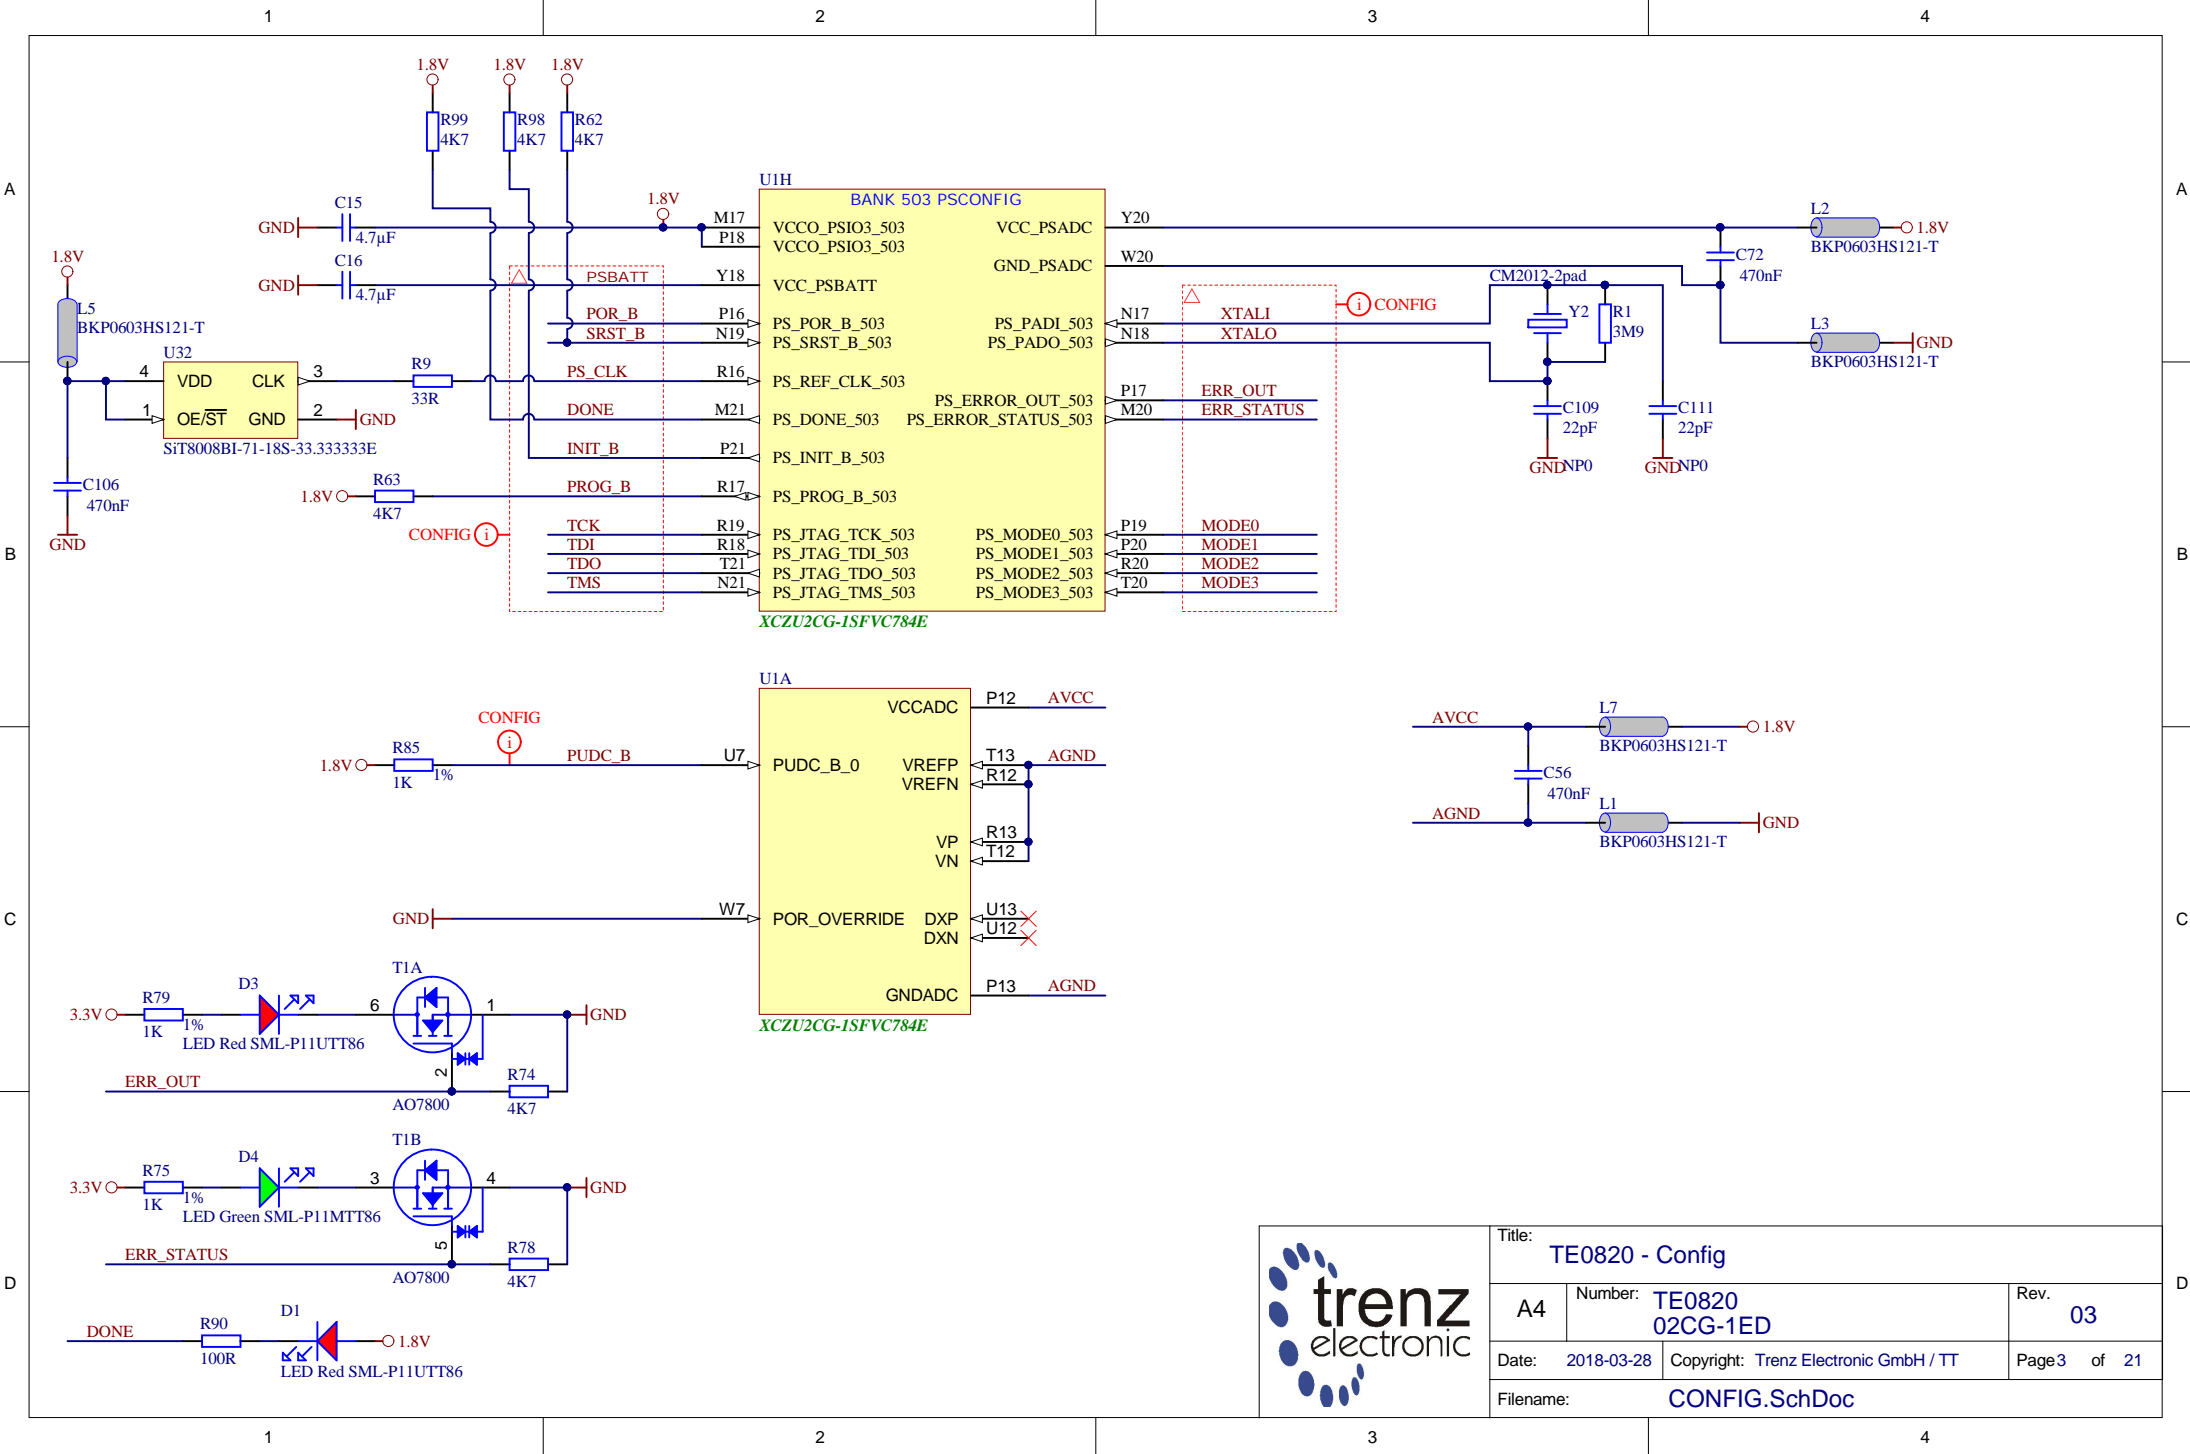 1 2 3 4
A A
B B
C C
D D
1.8V 1.8V 1.8V
R99
4K7
R98
4K7
R62
4K7
C15
GND
4.7µF
1.8V
C16
GND
4.7µF
PSBATT
POR_B
SRST_B
1.8V
L5
BKP0603HS121-T
U32
4 VDD CLK 3
1 OE/ST GND 2 GND
SiT8008BI-71-18S-33.333333E
R9
33R
PS_CLK
DONE
INIT_B
C106
470nF
GND
1.8V
R63
4K7
PROG_B
CONFIG i
TCK
TDI
TDO
TMS
U1H
BANK 503 PSCONFIG
M17 VCCO_PSIO3_503
P18 VCCO_PSIO3_503
Y18 VCC_PSBATT
P16 PS_POR_B_503
N19 PS_SRST_B_503
R16 PS_REF_CLK_503
M21 PS_DONE_503
P21 PS_INIT_B_503
R17 PS_PROG_B_503
R19 PS_JTAG_TCK_503
R18 PS_JTAG_TDI_503
T21 PS_JTAG_TDO_503
N21 PS_JTAG_TMS_503
VCC_PSADC Y20
GND_PSADC W20
PS_PADI_503 N17 XTALI
PS_PADO_503 N18 XTALO
PS_ERROR_OUT_503 P17 ERR_OUT
PS_ERROR_STATUS_503 M20 ERR_STATUS
PS_MODE0_503 P19 MODE0
PS_MODE1_503 P20 MODE1
PS_MODE2_503 R20 MODE2
PS_MODE3_503 T20 MODE3
XCZU2CG-1SFVC784E
i CONFIG
CM2012-2pad
Y2
R1
3M9
C109
22pF
GND NP0
C111
22pF
GND NP0
L2
1.8V
BKP0603HS121-T
C72
470nF
L3
GND
BKP0603HS121-T
U1A
CONFIG
i
1.8V
R85
1K
1%
PUDC_B
U7 PUDC_B_0
GND
W7 POR_OVERRIDE
VCCADC P12 AVCC
VREFP T13 AGND
VREFN R12
VP R13
VN T12
DXP U13
DXN U12
GNDADC P13 AGND
XCZU2CG-1SFVC784E
AVCC
L7
1.8V
BKP0603HS121-T
C56
470nF
AGND
L1
GND
BKP0603HS121-T
3.3V
R79
1K
1%
D3
LED Red SML-P11UTT86
T1A
6 1
2
GND
ERR_OUT
AO7800
R74
4K7
3.3V
R75
1K
1%
D4
LED Green SML-P11MTT86
T1B
3 4
5
GND
ERR_STATUS
AO7800
R78
4K7
DONE
R90
100R
D1
1.8V
LED Red SML-P11UTT86
trenz
electronic
Title:
TE0820 - Config
A4
Number: TE0820
02CG-1ED
Rev.
03
Date: 2018-03-28 Copyright: Trenz Electronic GmbH / TT Page 3 of 21
Filename: CONFIG.SchDoc
1 2 3 4